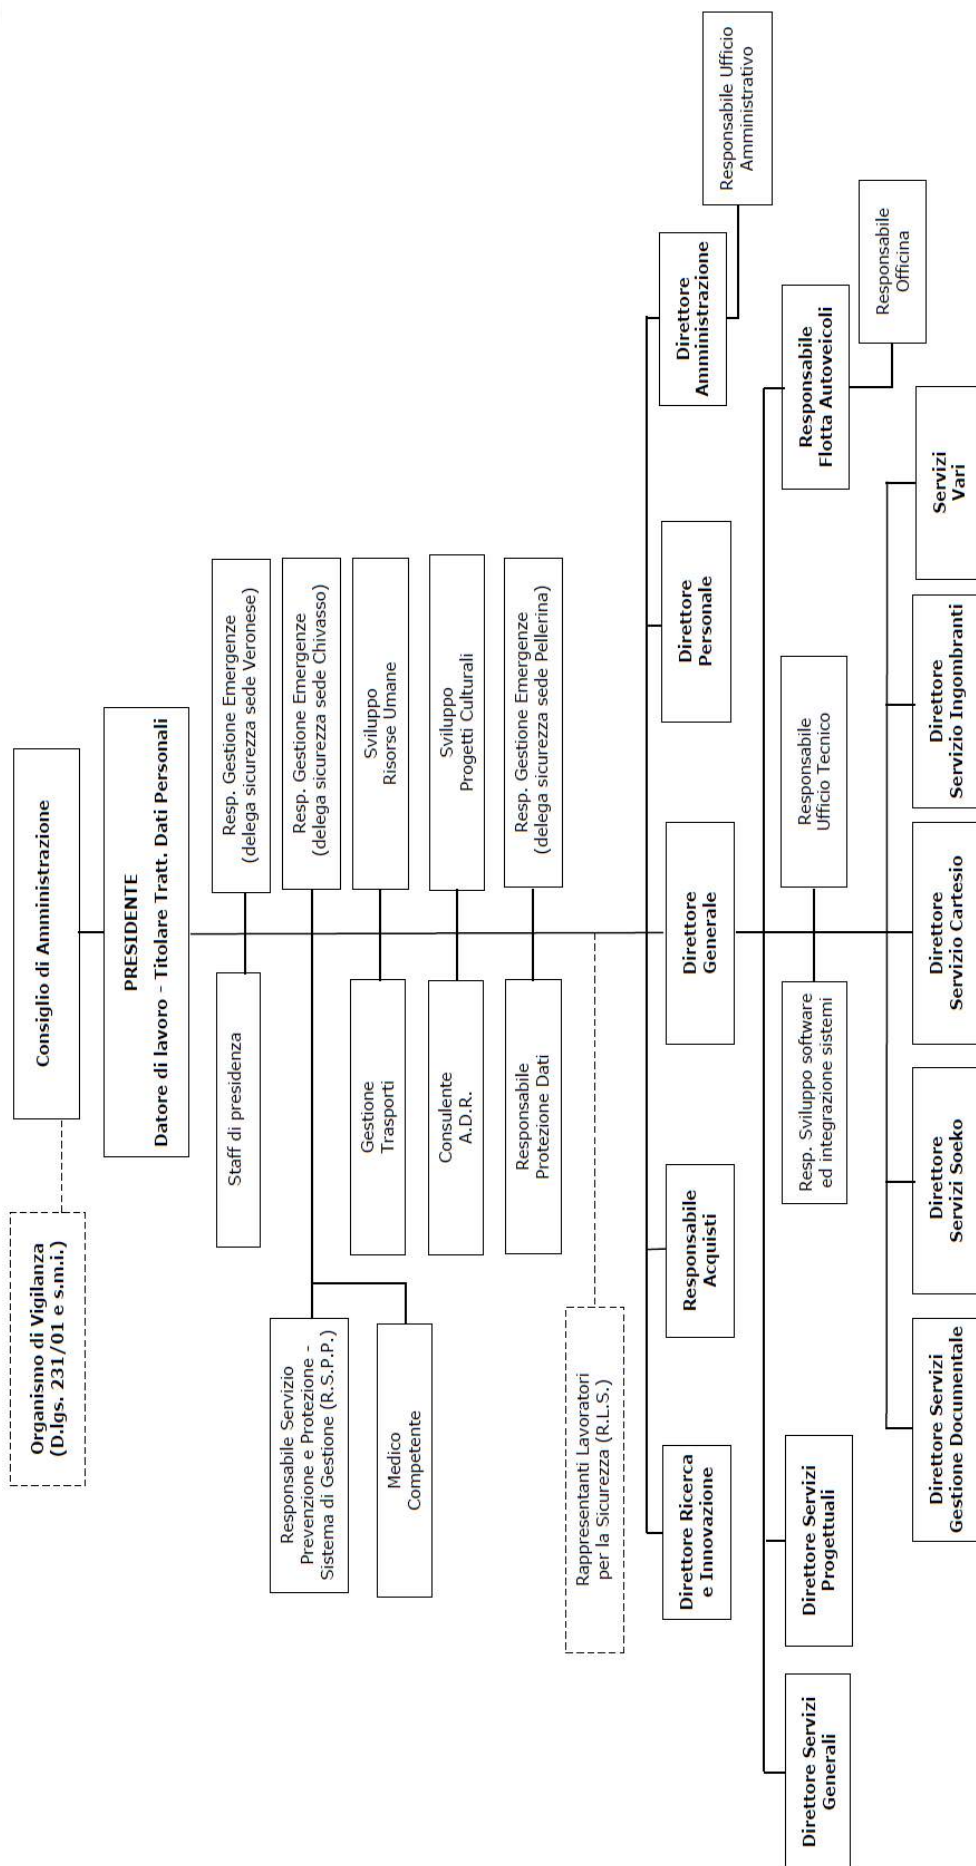 Organismo di Vigilanza
(D.lgs. 231/01 e s.m.i.)
Consiglio di Amministrazione
PRESIDENTE
Datore di lavoro - Titolare Tratt. Dati Personali
Staff di presidenza
Resp. Gestione Emergenze
(delega sicurezza sede Veronese)
Responsabile Servizio
Prevenzione e Protezione -
Sistema di Gestione (R.S.P.P.)
Resp. Gestione Emergenze
(delega sicurezza sede Chivasso)
Medico
Competente
Gestione
Trasporti
Sviluppo
Risorse Umane
Consulente
A.D.R.
Sviluppo
Progetti Culturali
Responsabile
Protezione Dati
Resp. Gestione Emergenze
(delega sicurezza sede Pellerina)
Rappresentanti Lavoratori
per la Sicurezza (R.L.S.)
Direttore Ricerca
e Innovazione
Responsabile
Acquisti
Direttore
Generale
Direttore
Personale
Direttore
Amministrazione
Responsabile Ufficio
Amministrativo
Direttore Servizi
Generali
Direttore Servizi
Progettuali
Resp. Sviluppo software
ed integrazione sistemi
Responsabile
Ufficio Tecnico
Responsabile
Flotta Autoveicoli
Responsabile
Officina
Direttore Servizi
Gestione Documentale
Direttore
Servizi Soeko
Direttore
Servizio Cartesio
Direttore
Servizio Ingombranti
Servizi
Vari